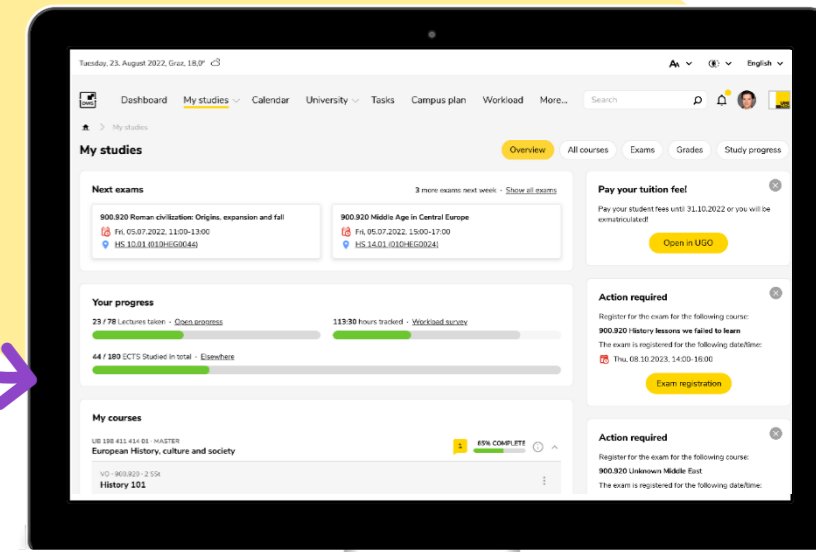 Tuesday, 23. August 2022, Graz, 18,0°
English
Dashboard My studies Calendar University Tasks Campus plan Workload More... Search
My studies
My studies
Overview All courses Exams Grades Study progress
Next exams
3 more exams next week - Show all exams
900.920 Roman civilization: Origins, expansion and fall
Fri, 05.07.2022, 11:00-13:00
HS 10.01 (010HEG0044)
900.920 Middle Age in Central Europe
Fri, 05.07.2022, 15:00-17:00
HS 14.01 (010HEG0024)
Your progress
23 / 78 Lectures taken - Open progress
113:30 hours tracked - Workload survey
44 / 180 ECTS Studied in total - Elsewhere
My courses
UB 198 411 414 01 - MASTER
European History, culture and society
1 65% COMPLETE
VO - 903.920 - 2 SSt.
History 101
Pay your tuition fee!
Pay your student fees until 31.10.2022 or you will be
exmatriculated!
Open in UGO
Action required
Register for the exam for the following course:
900.920 History lessons we failed to learn
The exam is registered for the following date/time:
Thu, 08.10.2023, 14:00-16:00
Exam registration
Action required
Register for the exam for the following course:
900.920 Unknown Middle East
The exam is registered for the following date/time: